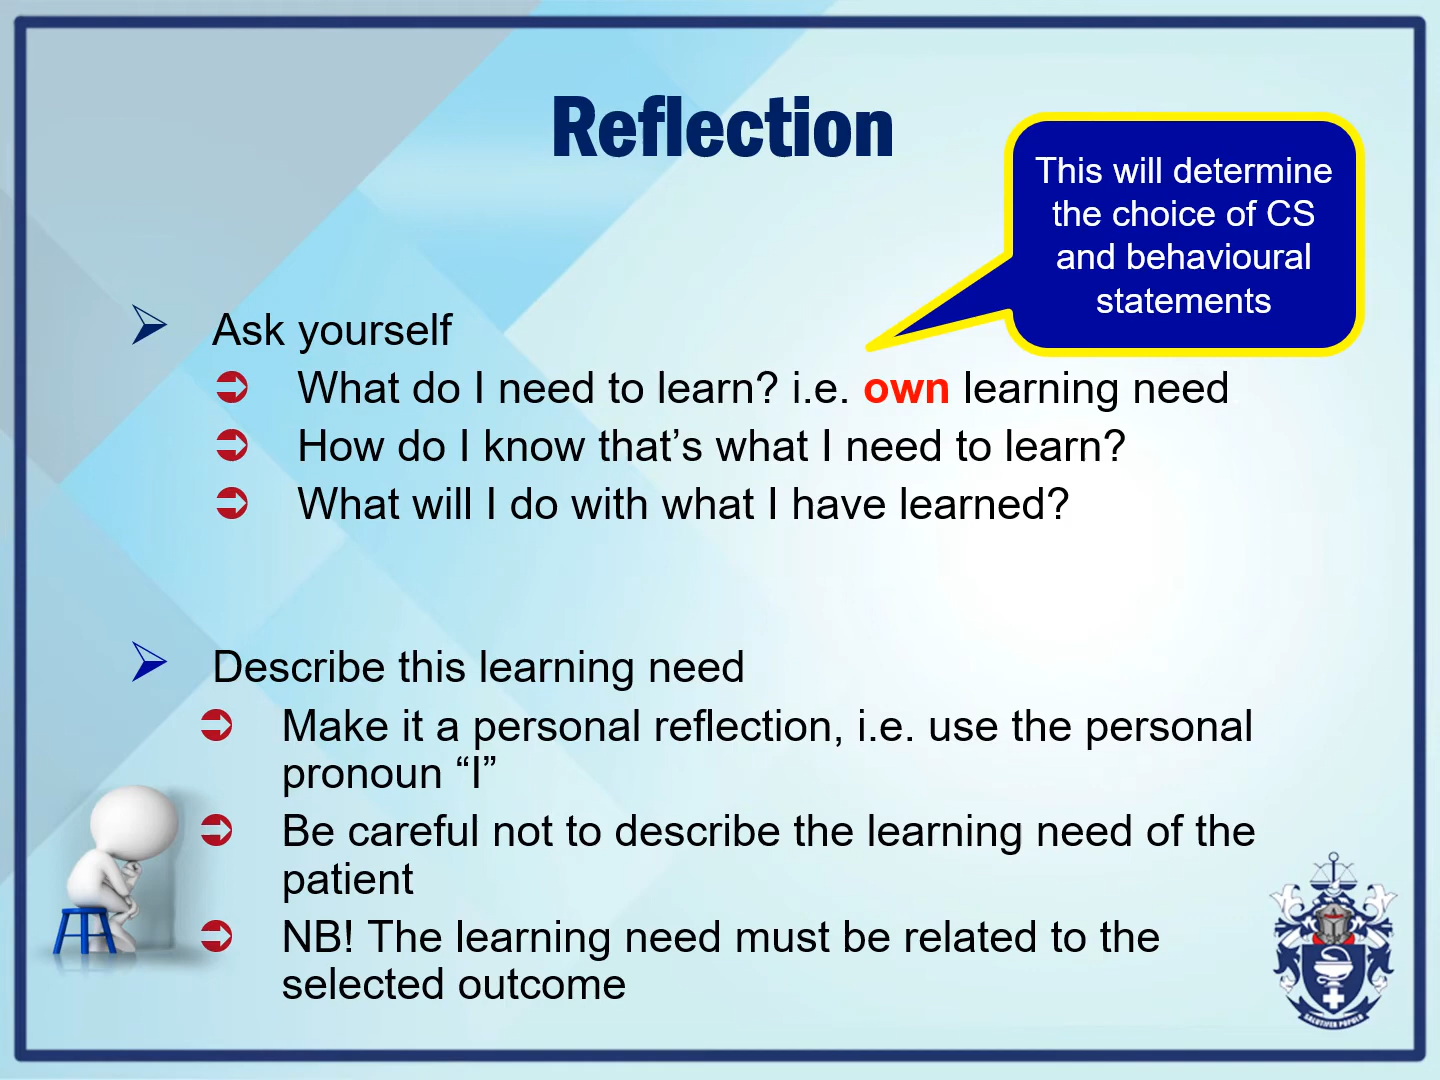 Reflection
This will determine
the choice of CS
and behavioural
statements
Ask yourself
What do I need to learn? i.e. own learning need
How do I know that’s what I need to learn?
What will I do with what I have learned?
Describe this learning need
Make it a personal reflection, i.e. use the personal
pronoun “I”
Be careful not to describe the learning need of the
patient
NB! The learning need must be related to the
selected outcome
SALUTIFER POPULO